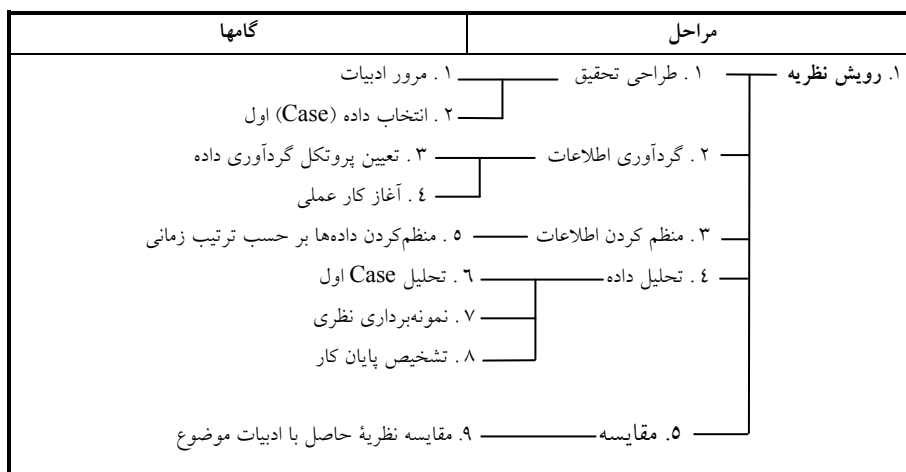 مراحل گامها
۱. رویش نظریه ۱ . طراحی تحقیق ۱ . مرور ادبیات
۲ . انتخاب داده (Case) اول
۲ . گردآوری اطلاعات ۳ . تعیین پروتکل گردآوری داده
۴ . آغاز کار عملی
۳ . منظم کردن اطلاعات ۵ . منظم‌کردن داده‌ها بر حسب ترتیب زمانی
۴ . تحلیل داده ۶ . تحلیل Case اول
۷ . نمونه‌برداری نظری
۸ . تشخیص پایان کار
۵. مقایسه ۹. مقایسه نظریهٔ حاصل با ادبیات موضوع